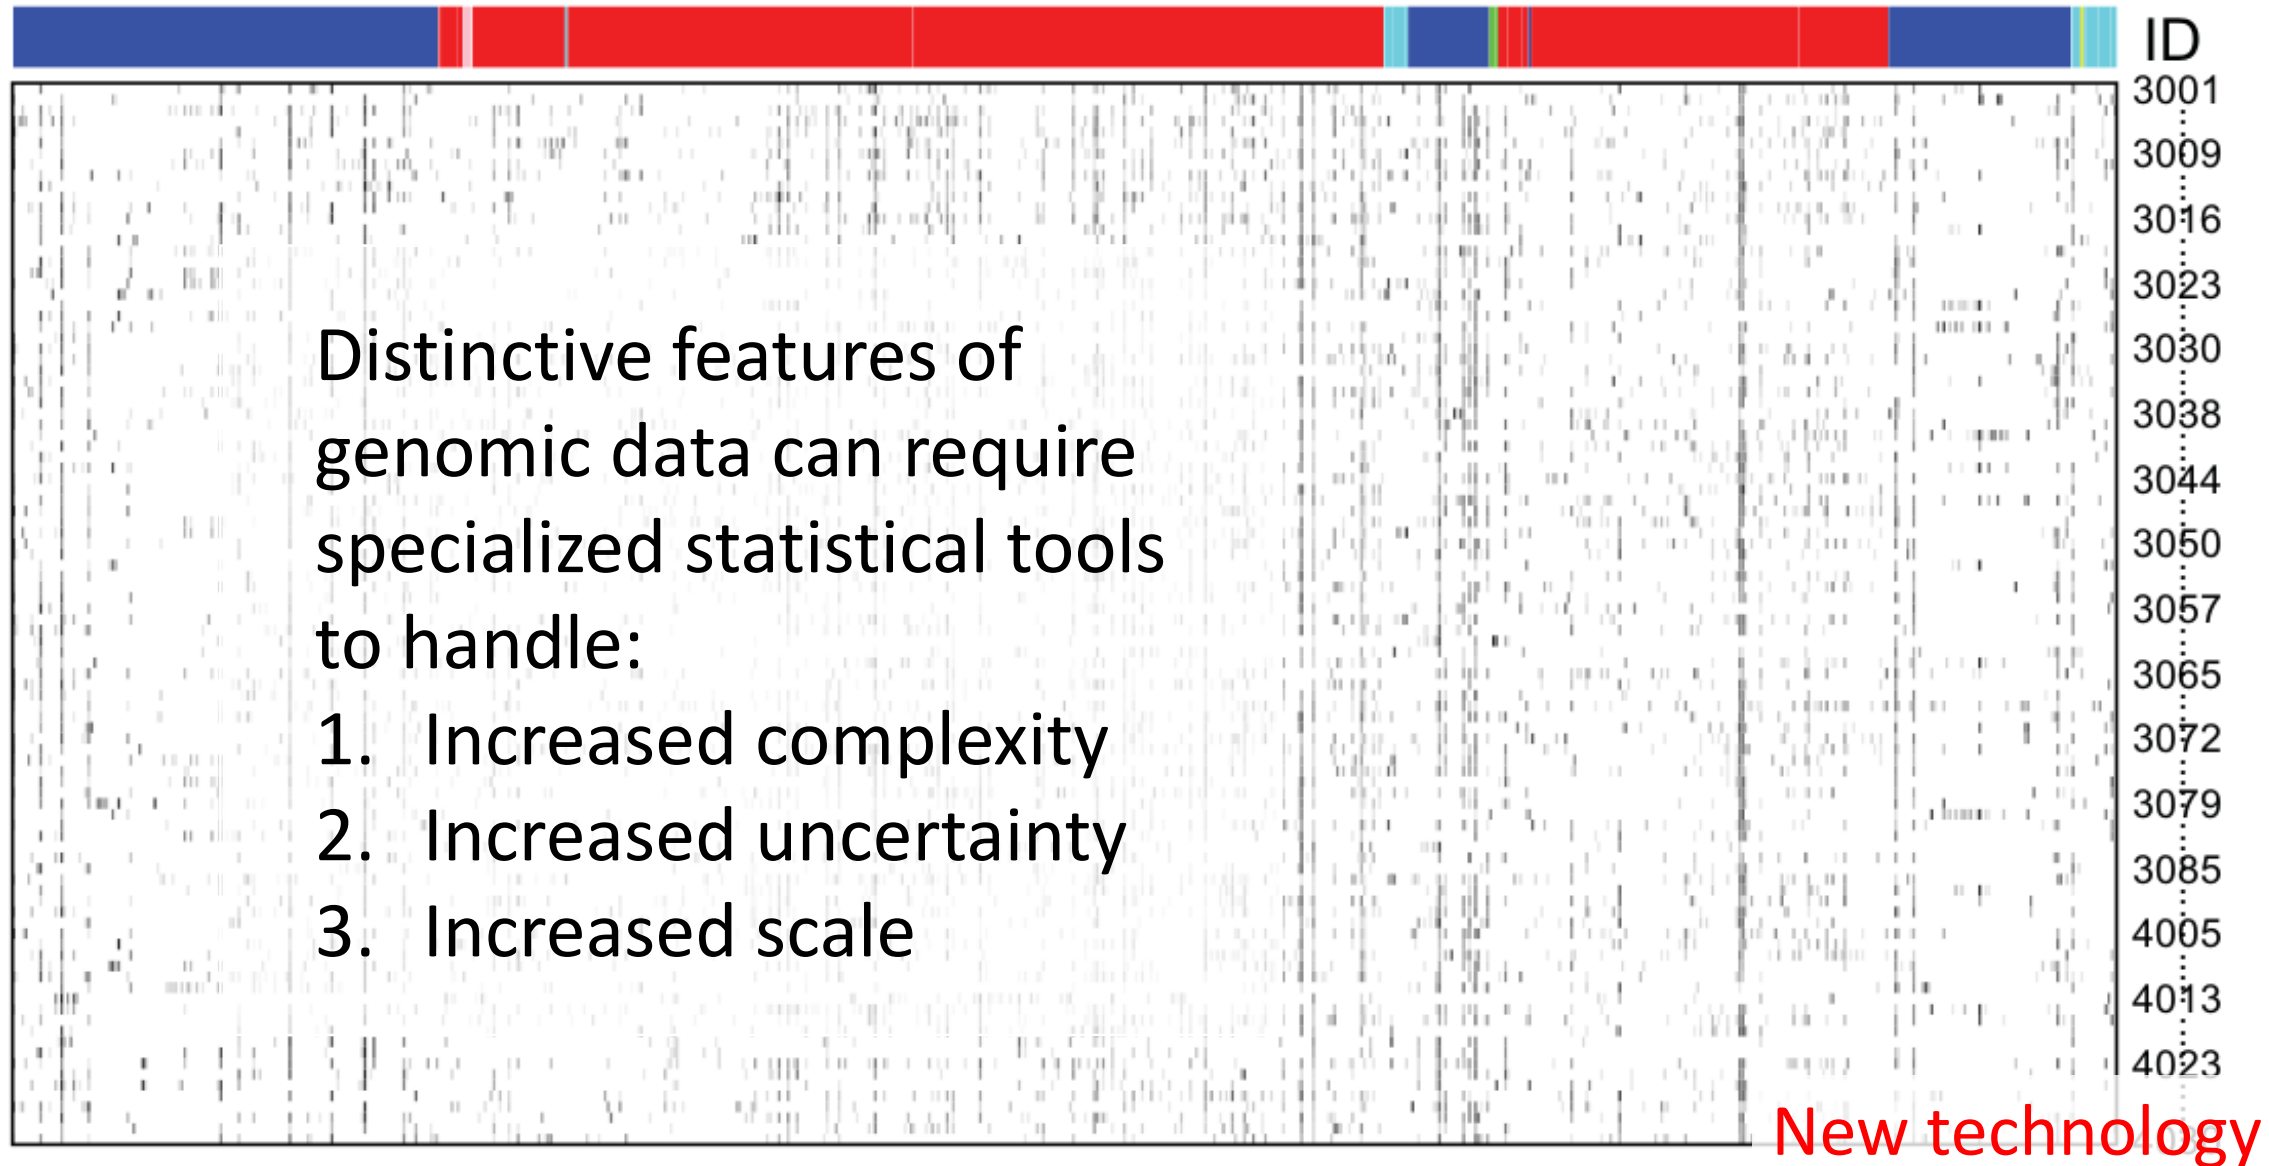 ID
3001
3009
3016
3023
3030
3038
3044
3050
3057
3065
3072
3079
3085
4005
4013
4023
Distinctive features of
genomic data can require
specialized statistical tools
to handle:
1. Increased complexity
2. Increased uncertainty
3. Increased scale
New technology